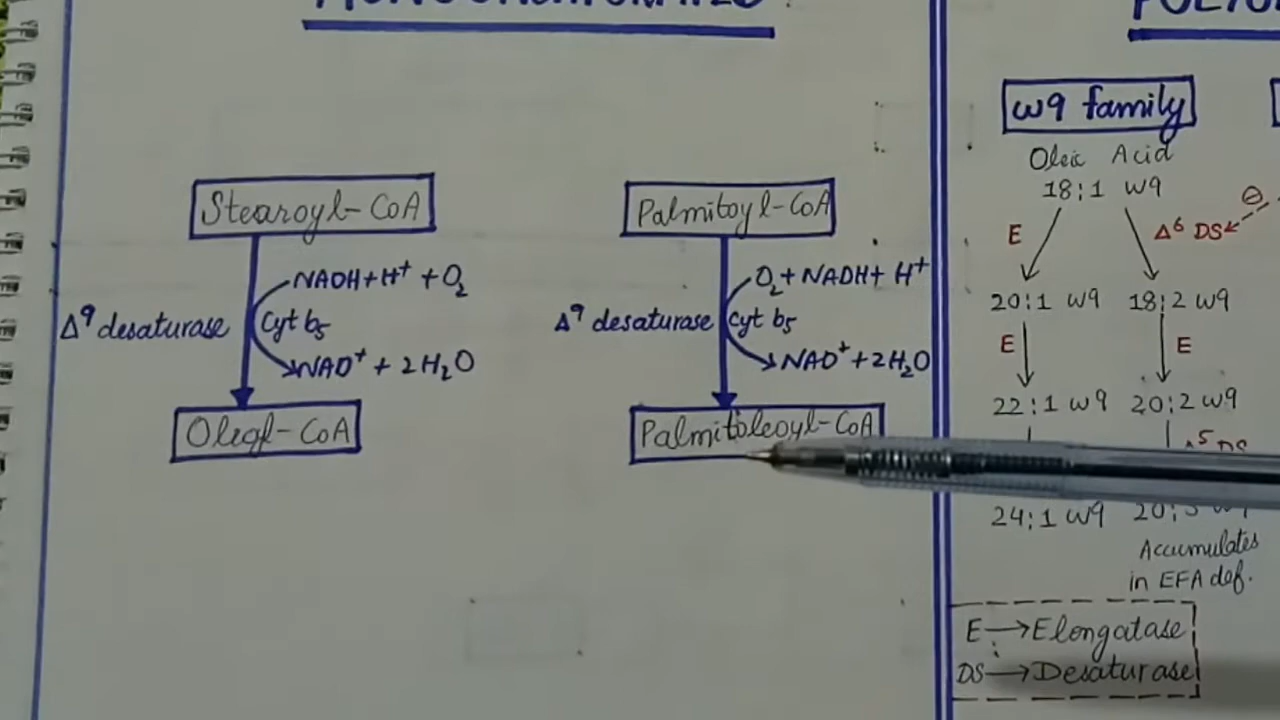 Stearoyl-CoA
NADH+H⁺ +O₂
Δ⁹ desaturase
Cyt b₅
NAD⁺ + 2H₂O
Oleyl-CoA
Palmitoyl-CoA
O₂+NADH+ H⁺
Δ⁹ desaturase
Cyt b₅
NAD⁺ +2H₂O
Palmitoleoyl-CoA
ω9 family
Oleic Acid
18:1 ω9
⊖
E Δ⁶ DS
20:1 ω9 18:2 ω9
E E
22:1 ω9 20:2 ω9
24:1 ω9
Accumulates
in EFA def.
E→Elongatase
DS→Desaturase